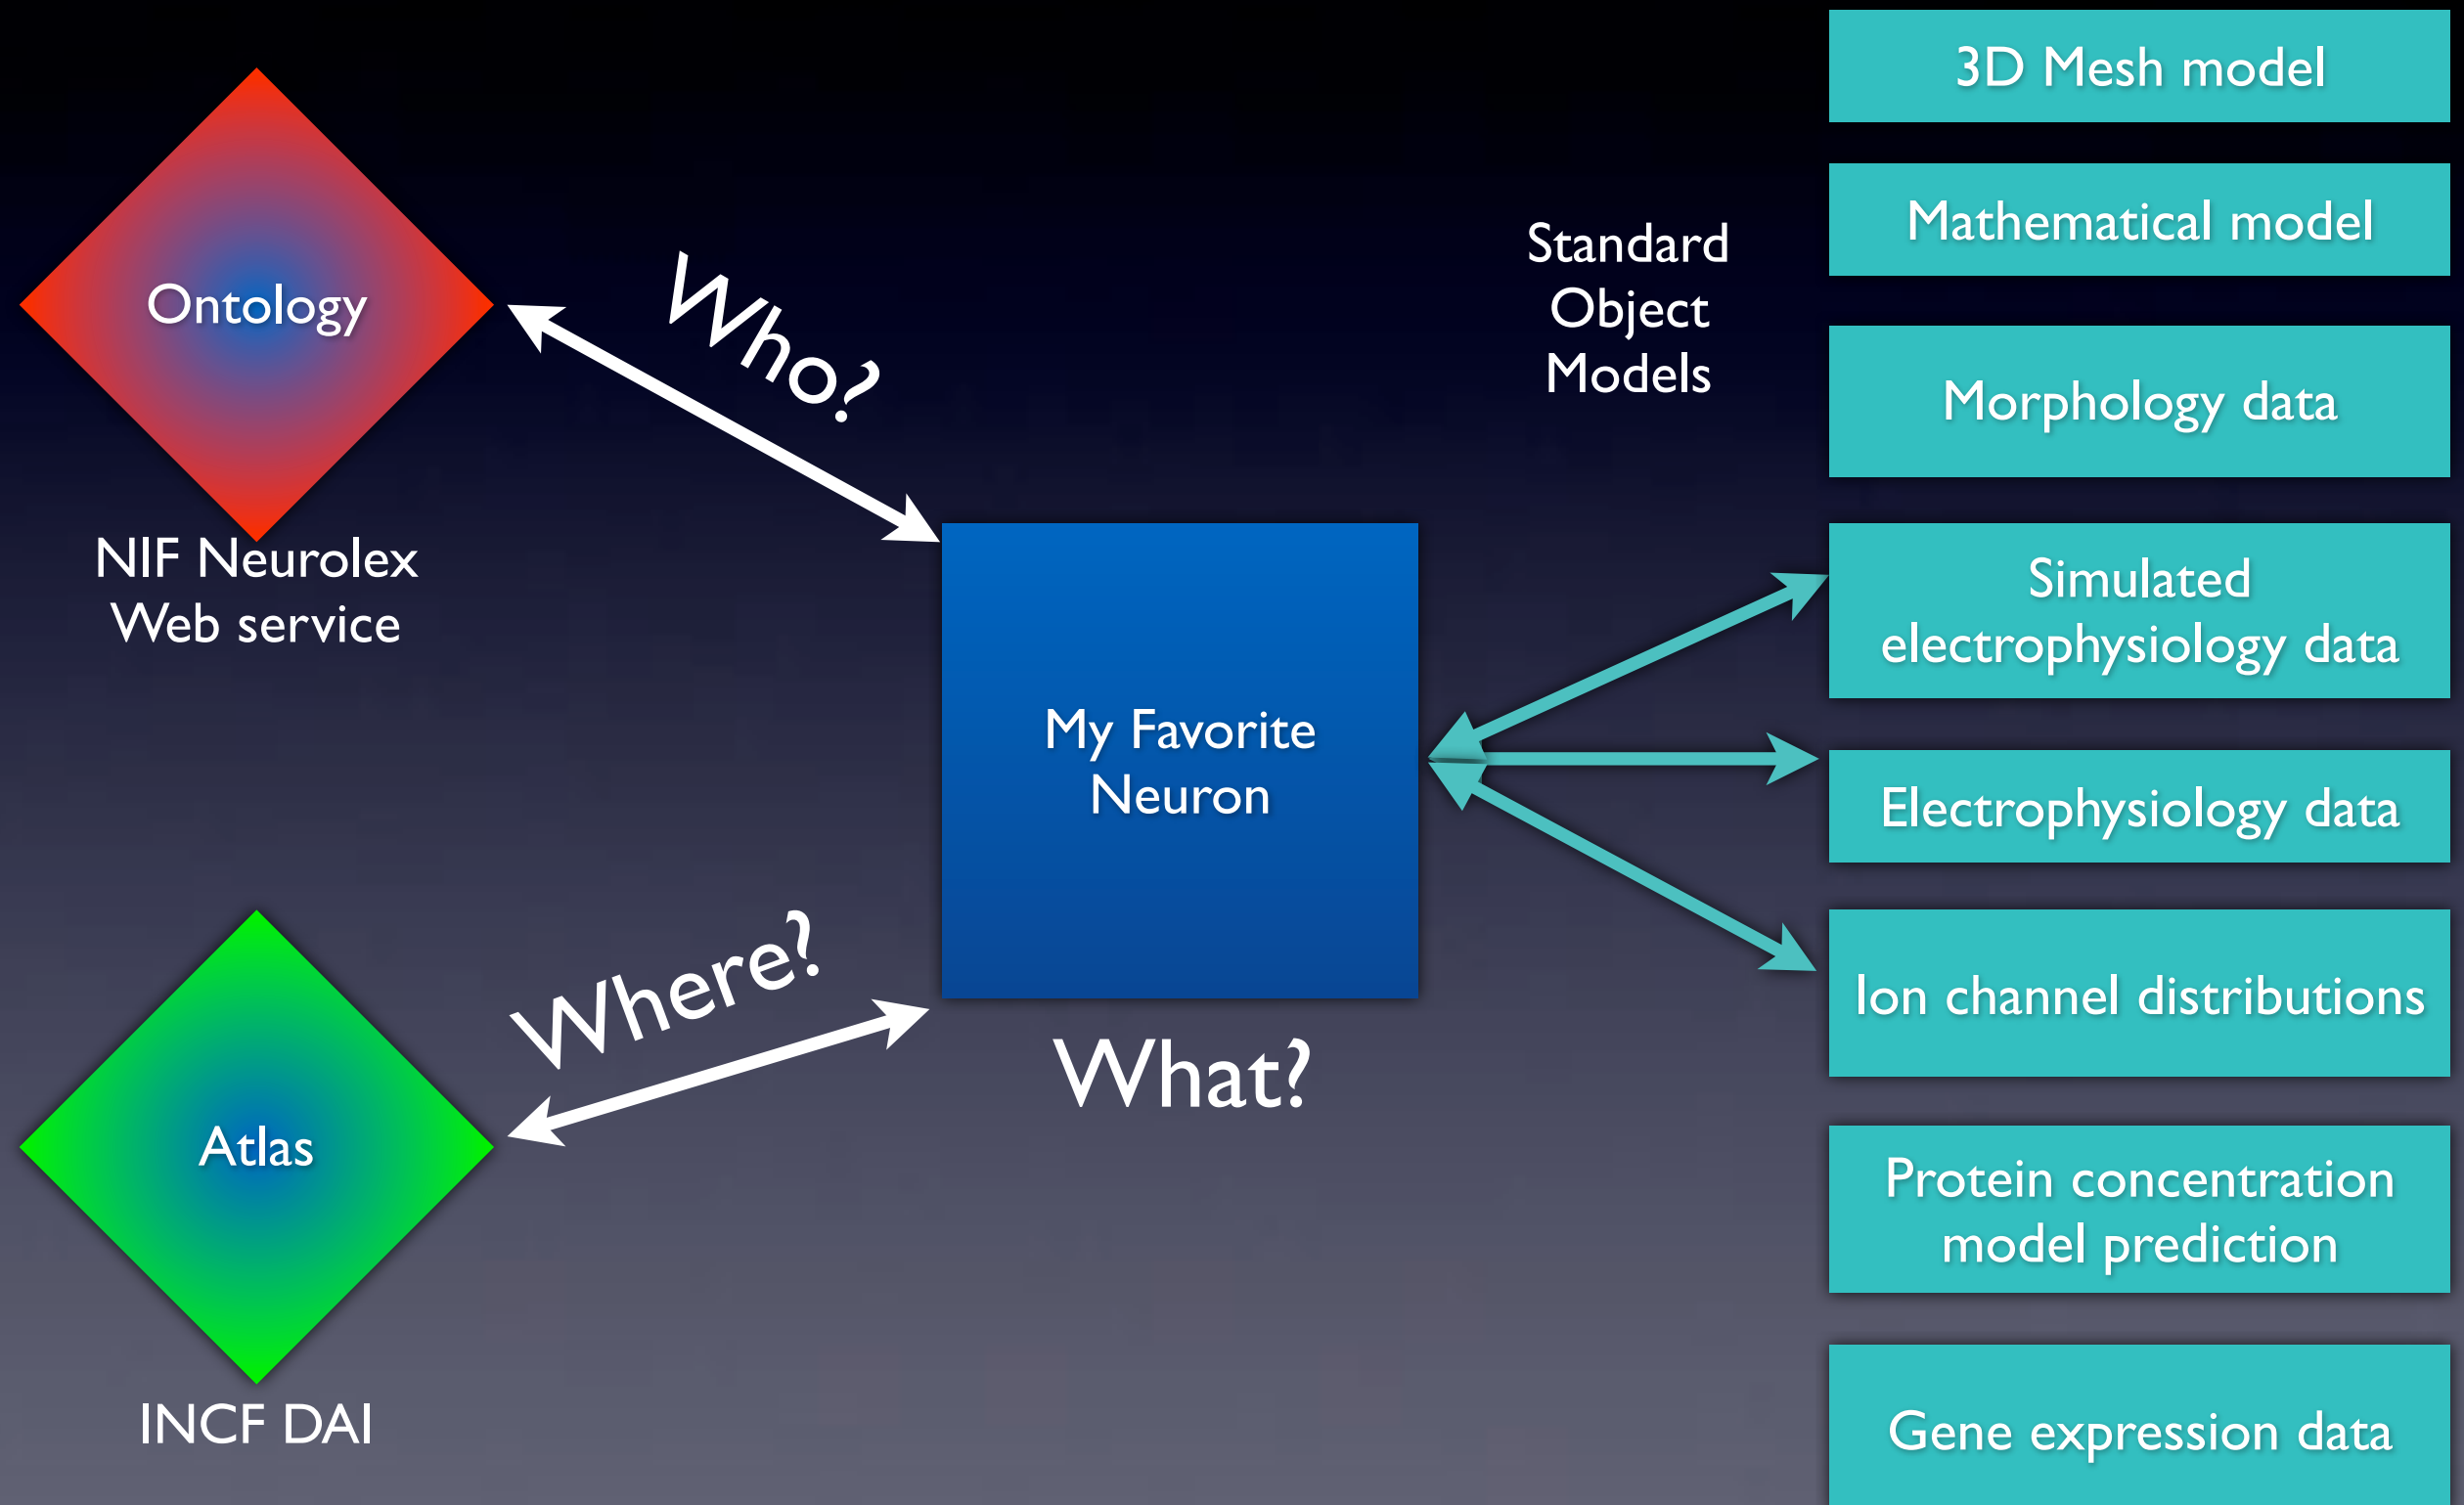 Ontology
NIF Neurolex
Web service
Who?
Atlas
INCF DAI
Where?
My Favorite
Neuron
What?
Standard
Object
Models
3D Mesh model
Mathematical model
Morphology data
Simulated
electrophysiology data
Electrophysiology data
Ion channel distributions
Protein concentration
model prediction
Gene expression data